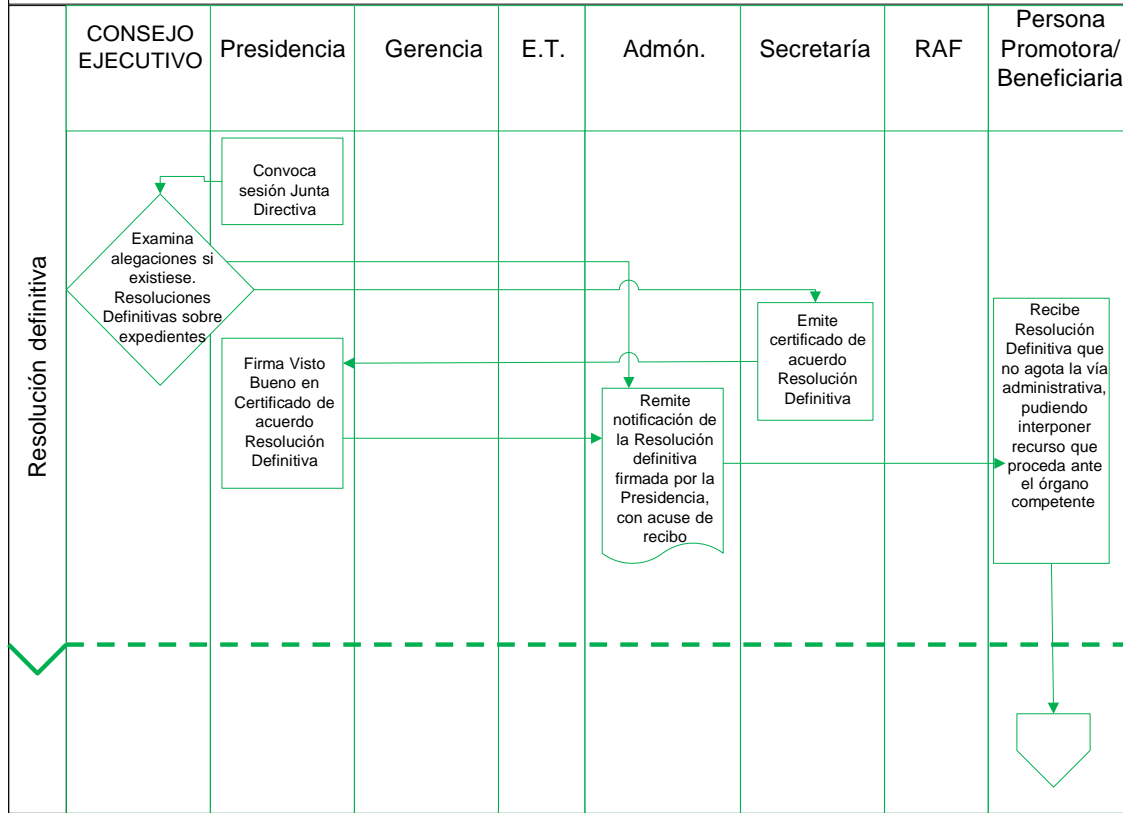 CONSEJO
EJECUTIVO
Presidencia
Gerencia
E.T.
Admón.
Secretaría
RAF
Persona
Promotora/
Beneficiaria
Resolución definitiva
Convoca
sesión Junta
Directiva
Examina
alegaciones si
existiese.
Resoluciones
Definitivas sobre
expedientes
Emite
certificado de
acuerdo
Resolución
Definitiva
Firma Visto
Bueno en
Certificado de
acuerdo
Resolución
Definitiva
Remite
notificación de
la Resolución
definitiva
firmada por la
Presidencia,
con acuse de
recibo
Recibe
Resolución
Definitiva que
no agota la vía
administrativa,
pudiendo
interponer
recurso que
proceda ante
el órgano
competente